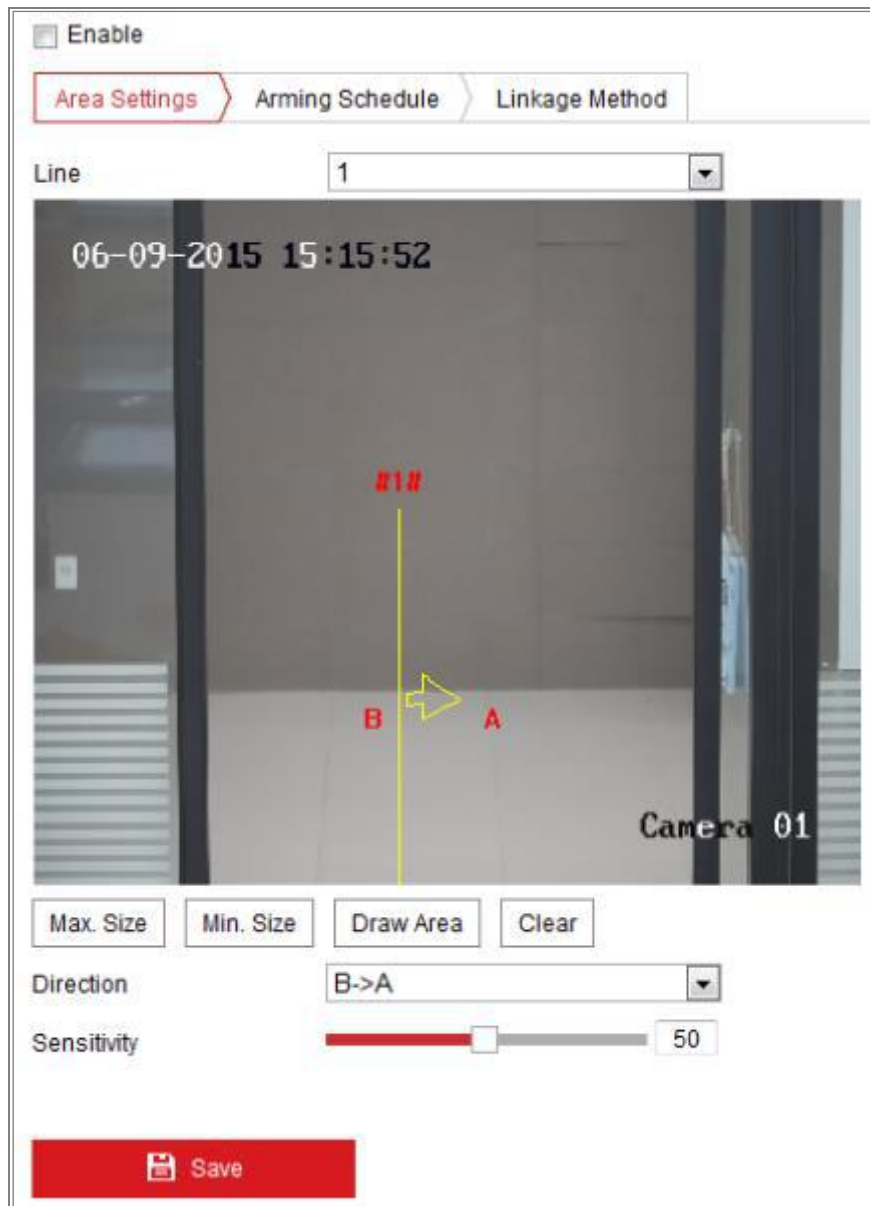 Enable
Area Settings Arming Schedule Linkage Method
Line 1
06-09-2015 15:15:52
#1#
B A
Camera 01
Max. Size Min. Size Draw Area Clear
Direction B->A
Sensitivity 50
Save